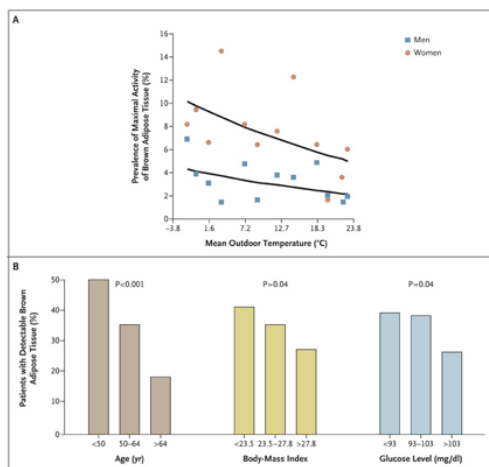 A
Men
Women
Prevalence of Maximal Activity
of Brown Adipose Tissue (%)
16
14
12
10
8
6
4
2
0
−3.8 1.6 7.2 12.7 18.3 23.8
Mean Outdoor Temperature (°C)
B
Patients with Detectable Brown
Adipose Tissue (%)
50
40
30
20
10
0
P<0.001
P=0.04
P=0.04
<50 50–64 >64
<23.5 23.5–27.8 >27.8
<93 93–103 >103
Age (yr)
Body-Mass Index
Glucose Level (mg/dl)